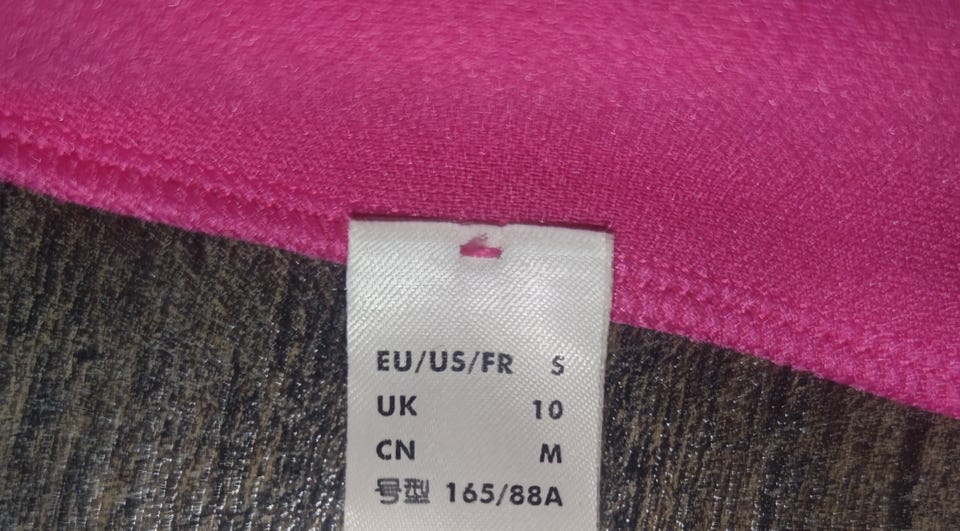 EU/US/FR S
UK 10
CN M
号型 165/88A